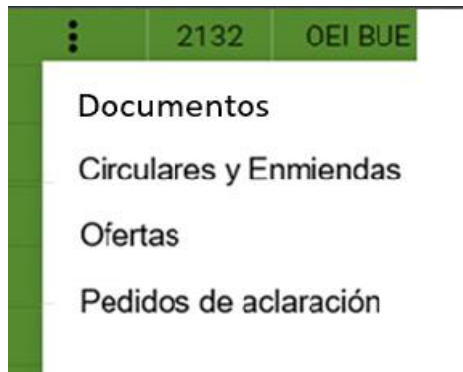 2132 OEI BUE
Documentos
Circulares y Enmiendas
Ofertas
Pedidos de aclaración